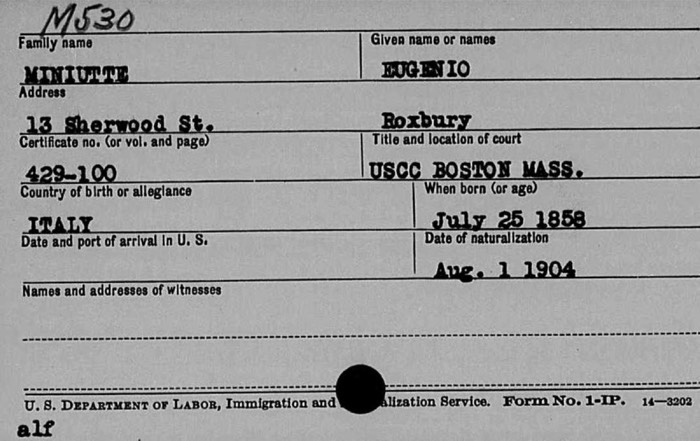 M530
Family name Given name or names
MINIUTTE EUGENIO
Address
13 Sherwood St. Roxbury
Certificate no. (or vol. and page) Title and location of court
429-100 USCC BOSTON MASS.
Country of birth or allegiance When born (or age)
ITALY July 25 1858
Date and port of arrival in U. S. Date of naturalization
Aug. 1 1904
Names and addresses of witnesses
U. S. DEPARTMENT OF LABOR, Immigration and alization Service. Form No. 1-IP. 14—3202
alf